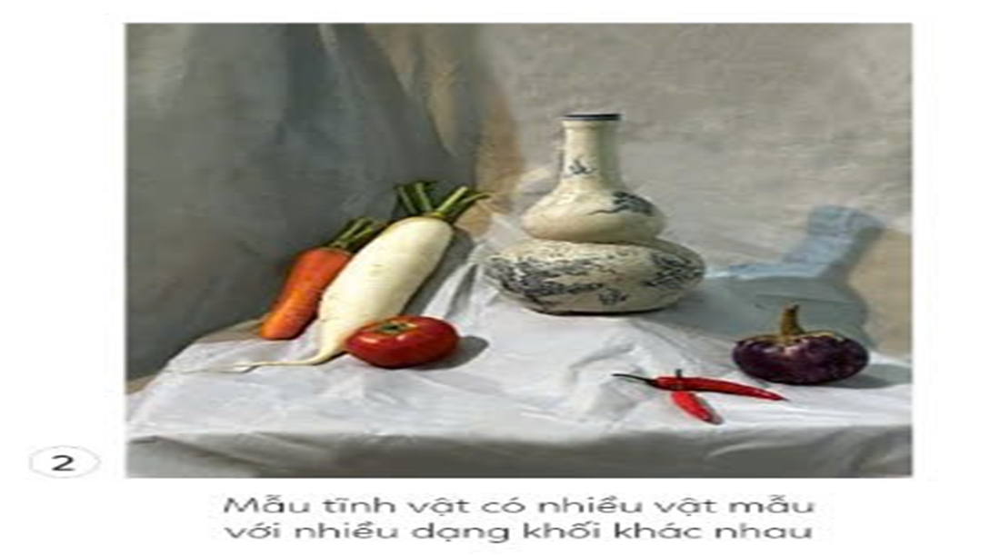 2
Mẫu tĩnh vật có nhiều vật mẫu
với nhiều dạng khối khác nhau